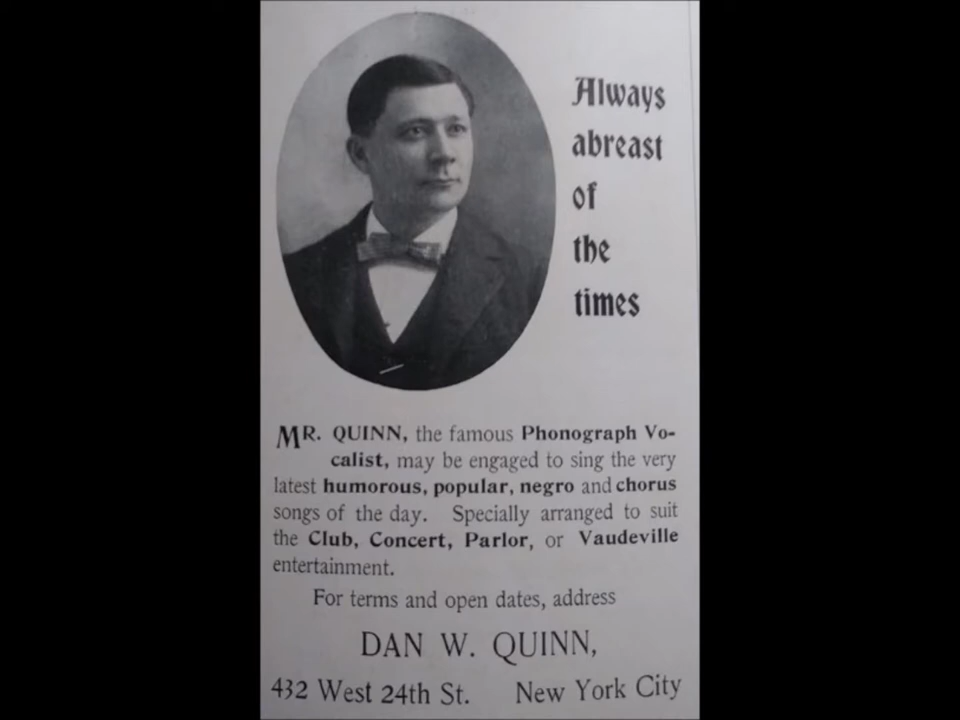 Always
abreast
of
the
times
MR. QUINN, the famous Phonograph Vo-
calist, may be engaged to sing the very
latest humorous, popular, negro and chorus
songs of the day. Specially arranged to suit
the Club, Concert, Parlor, or Vaudeville
entertainment.
For terms and open dates, address
DAN W. QUINN,
432 West 24th St. New York City